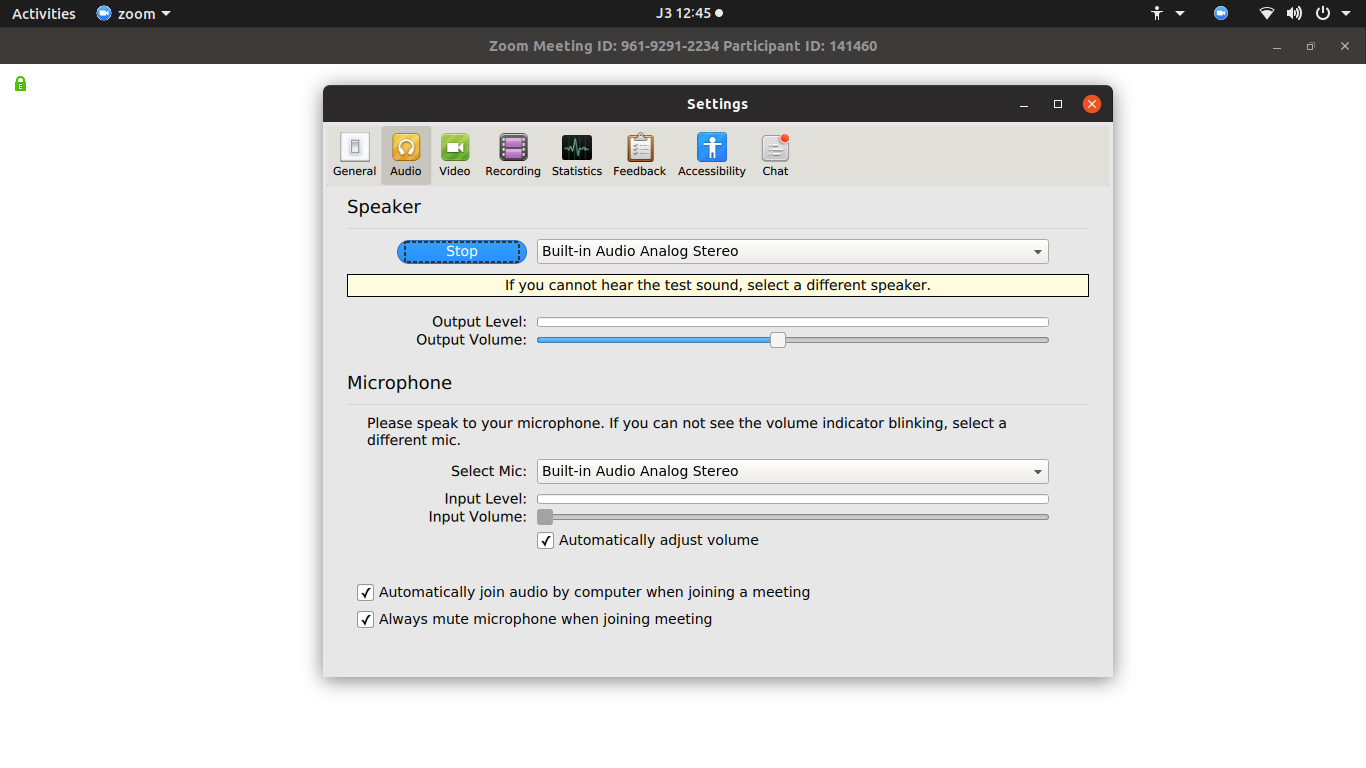 Activities zoom J3 12:45
Zoom Meeting ID: 961-9291-2234 Participant ID: 141460
Settings
General Audio Video Recording Statistics Feedback Accessibility Chat
Speaker
Stop Built-in Audio Analog Stereo
If you cannot hear the test sound, select a different speaker.
Output Level:
Output Volume:
Microphone
Please speak to your microphone. If you can not see the volume indicator blinking, select a
different mic.
Select Mic: Built-in Audio Analog Stereo
Input Level:
Input Volume:
Automatically adjust volume
Automatically join audio by computer when joining a meeting
Always mute microphone when joining meeting